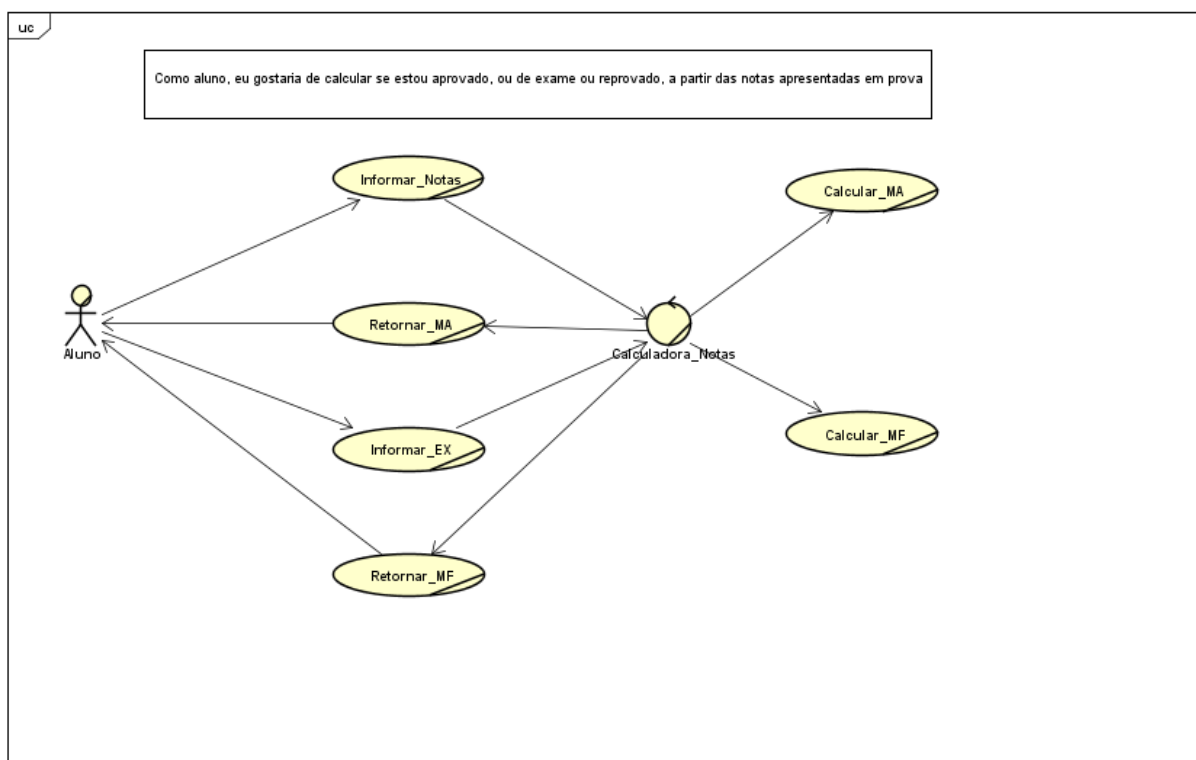 uc
Como aluno, eu gostaria de calcular se estou aprovado, ou de exame ou reprovado, a partir das notas apresentadas em prova
Informar_Notas
Calcular_MA
Retornar_MA
Aluno
Calculadora_Notas
Informar_EX
Calcular_MF
Retornar_MF